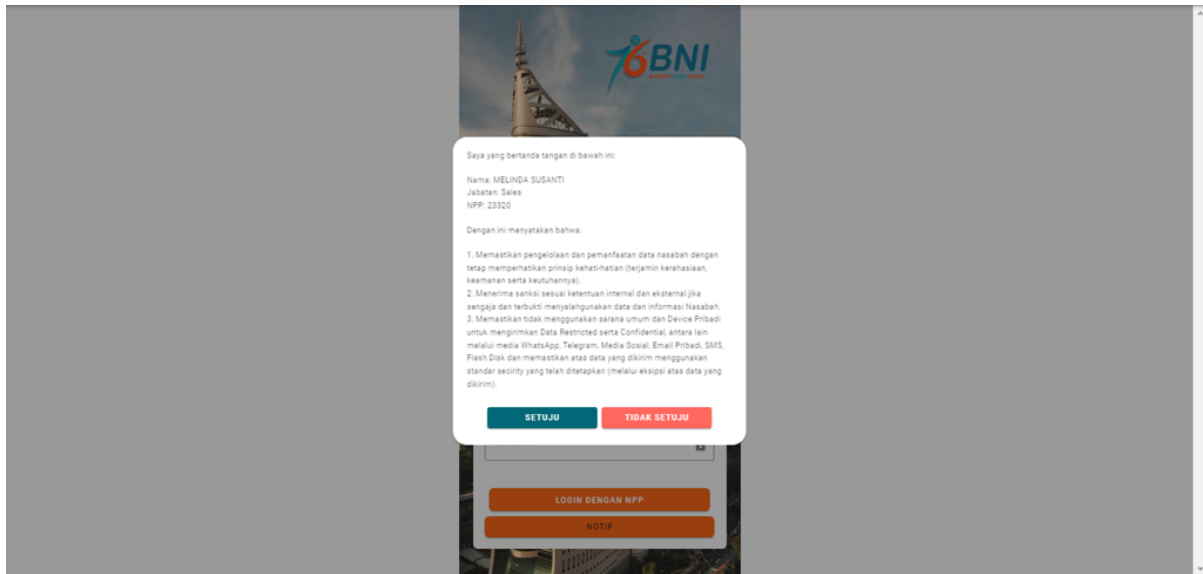 76 BNI
Saya yang bertanda tangan di bawah ini:
Nama: MELINDA SUSANTI
Jabatan: Sales
NPP: 23320
Dengan ini menyatakan bahwa:
1. Memastikan pengelolaan dan pemanfaatan data nasabah dengan
tetap memperhatikan prinsip kehati-hatian (terjamin kerahasiaan,
keamanan serta keutuhannya).
2. Menerima sanksi sesuai ketentuan internal dan eksternal jika
sengaja dan terbukti menyalahgunakan data dan informasi Nasabah.
3. Memastikan tidak menggunakan sarana umum dan Device Pribadi
untuk mengirimkan Data Restricted serta Confidential, antara lain
melalui media WhatsApp, Telegram, Media Sosial, Email Pribadi, SMS,
Flash Disk dan memastikan atas data yang dikirim menggunakan
standar secirity yang telah ditetapkan (melalui eksipsi atas data yang
dikirim).
SETUJU TIDAK SETUJU
LOGIN DENGAN NPP
NOTIF